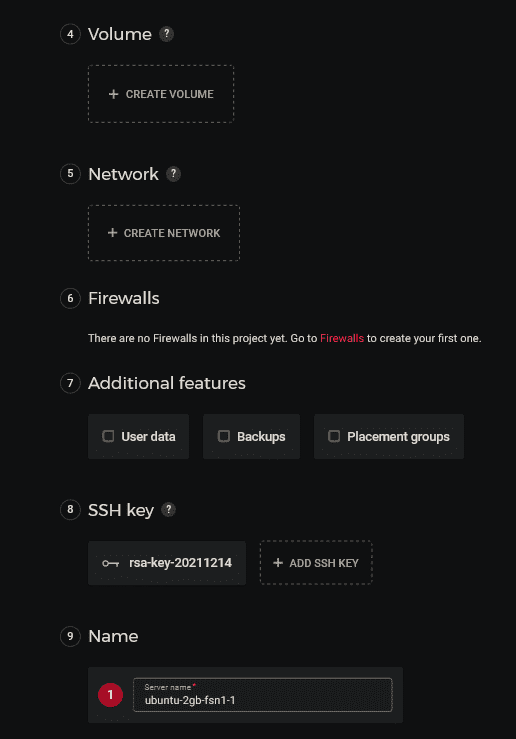 4 Volume ?
+ CREATE VOLUME
5 Network ?
+ CREATE NETWORK
6 Firewalls
There are no Firewalls in this project yet. Go to Firewalls to create your first one.
7 Additional features
User data Backups Placement groups
8 SSH key ?
rsa-key-20211214 + ADD SSH KEY
9 Name
Server name *
1 ubuntu-2gb-fsn1-1